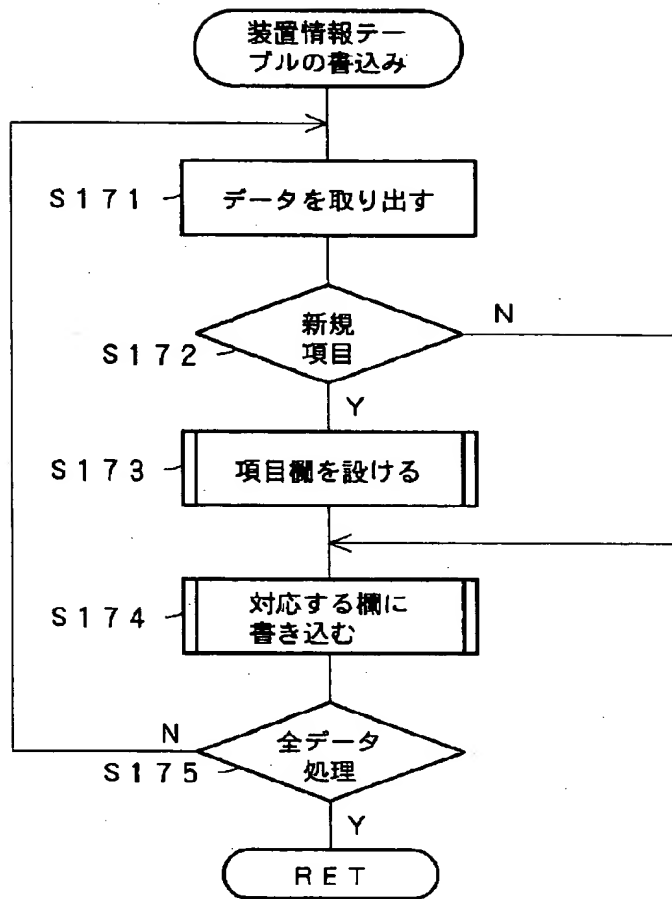 装置情報テー
ブルの書込み
S171
データを取り出す
新規
項目
N
S172
Y
S173
項目欄を設ける
S174
対応する欄に
書き込む
N
全データ
処理
S175
Y
RET